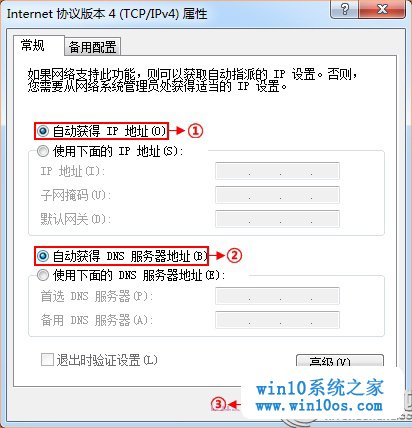 Internet 协议版本 4 (TCP/IPv4) 属性
?
常规
备用配置
如果网络支持此功能，则可以获取自动指派的 IP 设置。否则，
您需要从网络系统管理员处获得适当的 IP 设置。
自动获得 IP 地址(O)
①
使用下面的 IP 地址(S):
IP 地址(I):
子网掩码(U):
默认网关(D):
自动获得 DNS 服务器地址(B)
②
使用下面的 DNS 服务器地址(E):
首选 DNS 服务器(P):
备用 DNS 服务器(A):
退出时验证设置(L)
高级(V)
③
win10系统之家
www.win10os.com